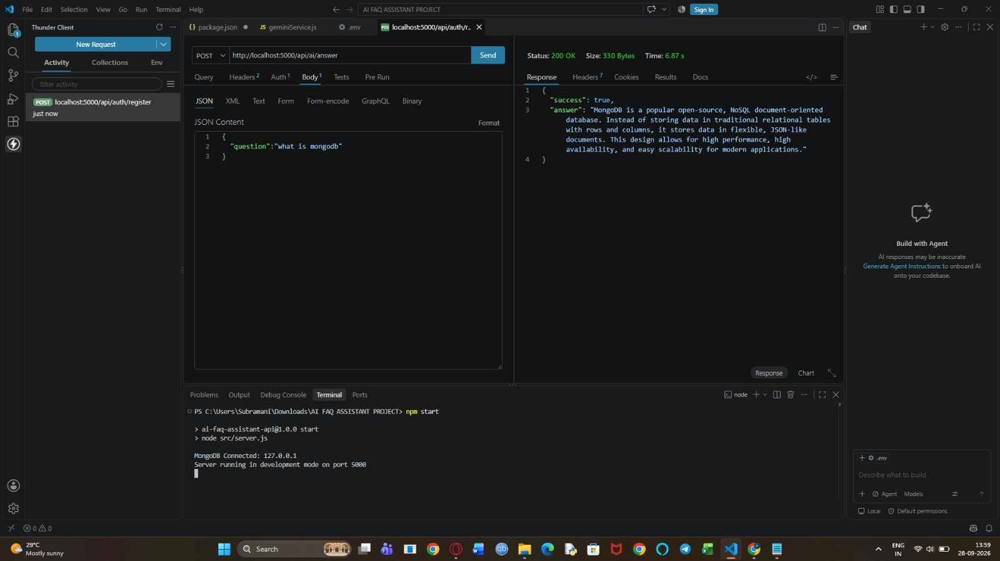 File Edit Selection View Go Run Terminal Help
AI FAQ ASSISTANT PROJECT
Sign In
1
Thunder Client
New Request
Activity Collections Env
filter activity
POST localhost:5000/api/auth/register
just now
package.json
JS geminiService.js
.env
POS localhost:5000/api/auth/r..
POST
http://localhost:5000/api/ai/answer
Send
Query Headers 2 Auth 1 Body 1 Tests Pre Run
JSON XML Text Form Form-encode GraphQL Binary
JSON Content
Format
1 {
2 "question":"what is mongodb"
3 }
Status: 200 OK Size: 330 Bytes Time: 6.87 s
Response Headers 7 Cookies Results Docs
</>
1 {
2 "success": true,
3 "answer": "MongoDB is a popular open-source, NoSQL document-oriented
database. Instead of storing data in traditional relational tables
with rows and columns, it stores data in flexible, JSON-like
documents. This design allows for high performance, high
availability, and easy scalability for modern applications."
4 }
Response Chart
Chat
Build with Agent
AI responses may be inaccurate
Generate Agent Instructions to onboard AI
onto your codebase.
.env
Describe what to build
Agent Models
Local Default permissions
Problems Output Debug Console Terminal Ports
node
PS C:\Users\Subramani\Downloads\AI FAQ ASSISTANT PROJECT> npm start
> ai-faq-assistant-api@1.0.0 start
> node src/server.js
MongoDB Connected: 127.0.0.1
Server running in development mode on port 5000
0 0
29°C
Mostly sunny
Search
ENG
IN
13:59
28-09-2026